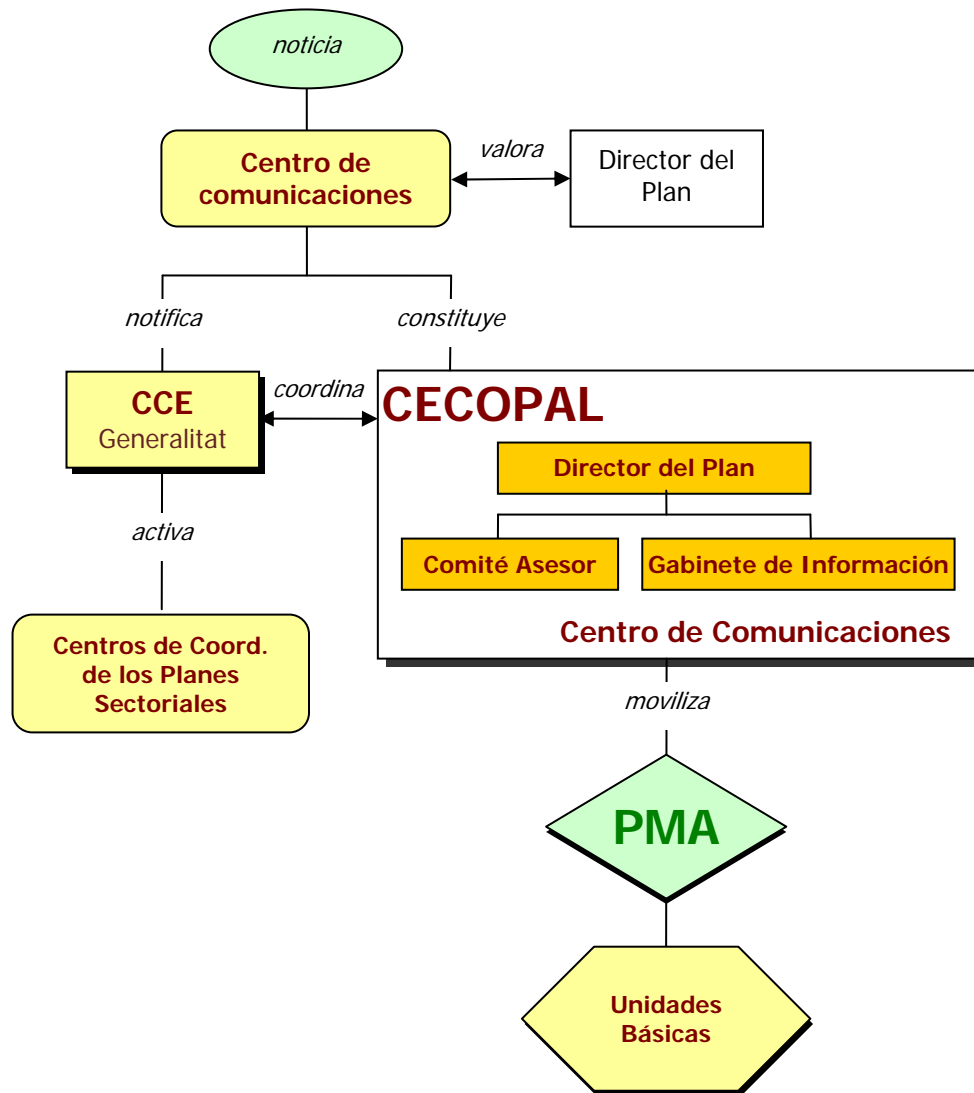 noticia
Centro de
comunicaciones
valora
Director del
Plan
notifica
constituye
CCE
Generalitat
coordina
CECOPAL
Director del Plan
Comité Asesor
Gabinete de Información
Centro de Comunicaciones
activa
Centros de Coord.
de los Planes
Sectoriales
moviliza
PMA
Unidades
Básicas